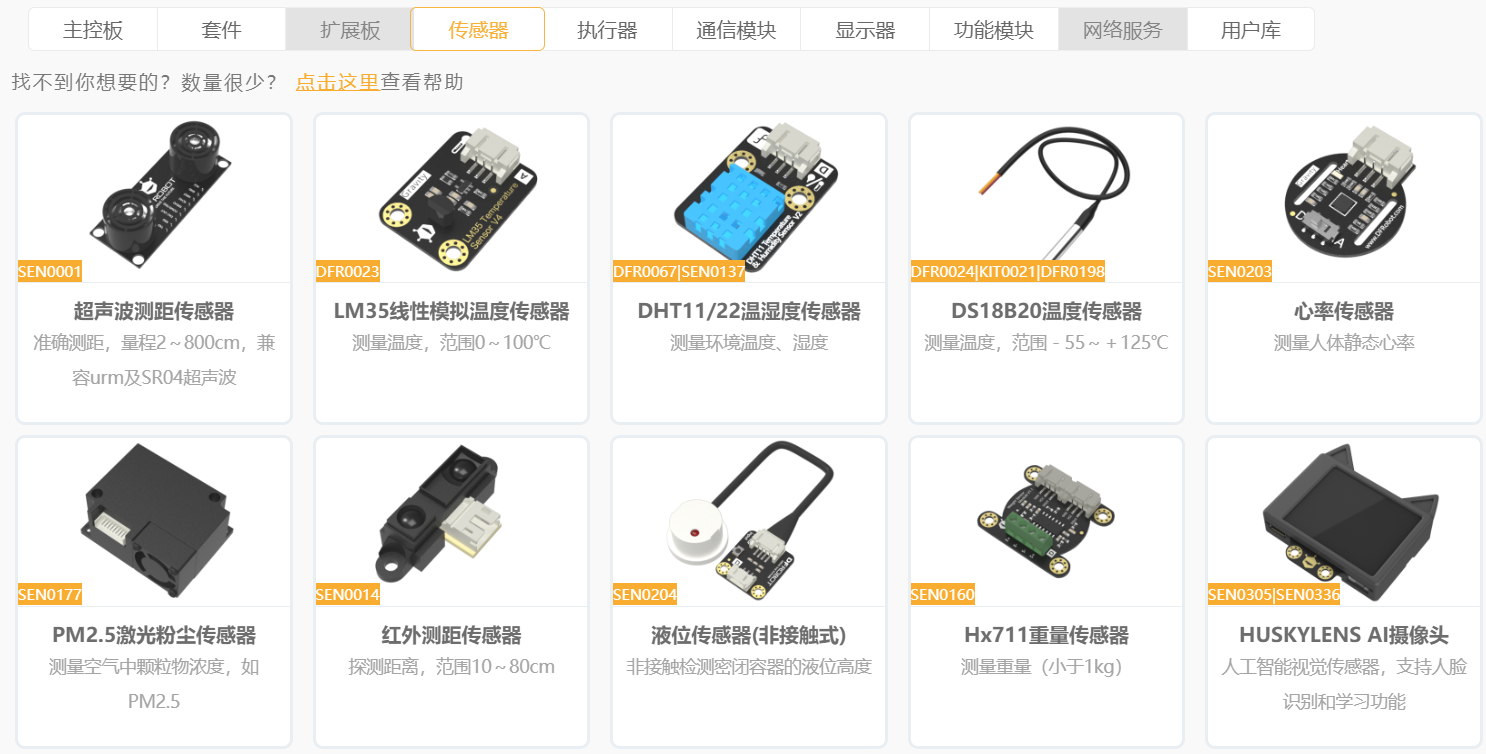 主控板 套件 扩展板 传感器 执行器 通信模块 显示器 功能模块 网络服务 用户库
找不到你想要的？数量很少？ 点击这里查看帮助
SEN0001
超声波测距传感器
准确测距，量程2～800cm，兼
容urm及SR04超声波
gravity
LM35 Temperature
Sensor V4
A
DFR0023
LM35线性模拟温度传感器
测量温度，范围0～100℃
D
DHT11 Temperature
& Humidity Sensor V2
DFR0067|SEN0137
DHT11/22温湿度传感器
测量环境温度、湿度
DFR0024|KIT0021|DFR0198
DS18B20温度传感器
测量温度，范围－55～＋125℃
D
A
www.DFRobot.com
SEN0203
心率传感器
测量人体静态心率
SEN0177
PM2.5激光粉尘传感器
测量空气中颗粒物浓度，如
PM2.5
SEN0014
红外测距传感器
探测距离，范围10～80cm
SEN0204
液位传感器(非接触式)
非接触检测密闭容器的液位高度
SEN0160
Hx711重量传感器
测量重量（小于1kg）
SEN0305|SEN0336
HUSKYLENS AI摄像头
人工智能视觉传感器，支持人脸
识别和学习功能